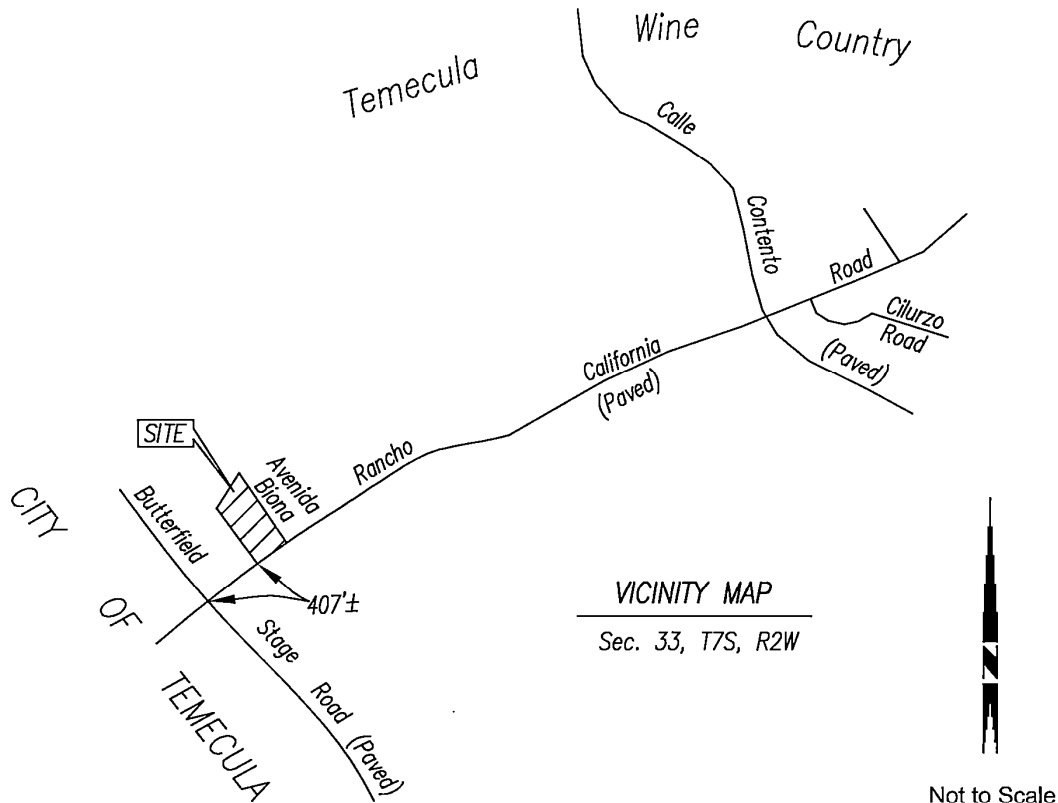 Temecula Wine Country
Calle
Contento
Road
Cilurzo
Road
(Paved)
California
(Paved)
Rancho
SITE
Avenida
Biona
Butterfield
Stage
Road
(Paved)
407'±
CITY
OF
TEMECULA
VICINITY MAP
Sec. 33, T7S, R2W
N
Not to Scale